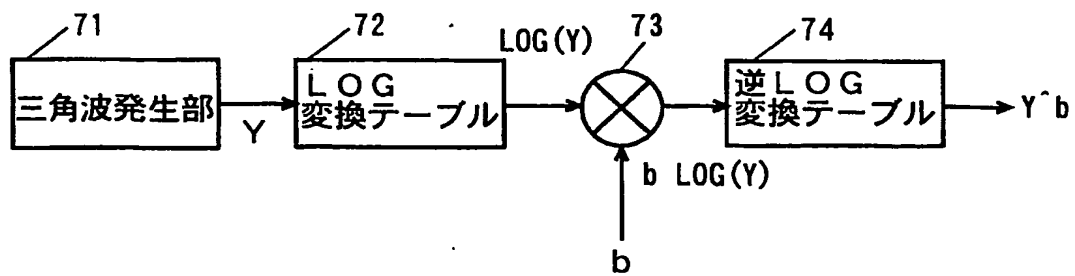 71
三角波発生部
Y
72
LOG
変換テーブル
LOG(Y)
73
b LOG(Y)
b
74
逆LOG
変換テーブル
Y^b